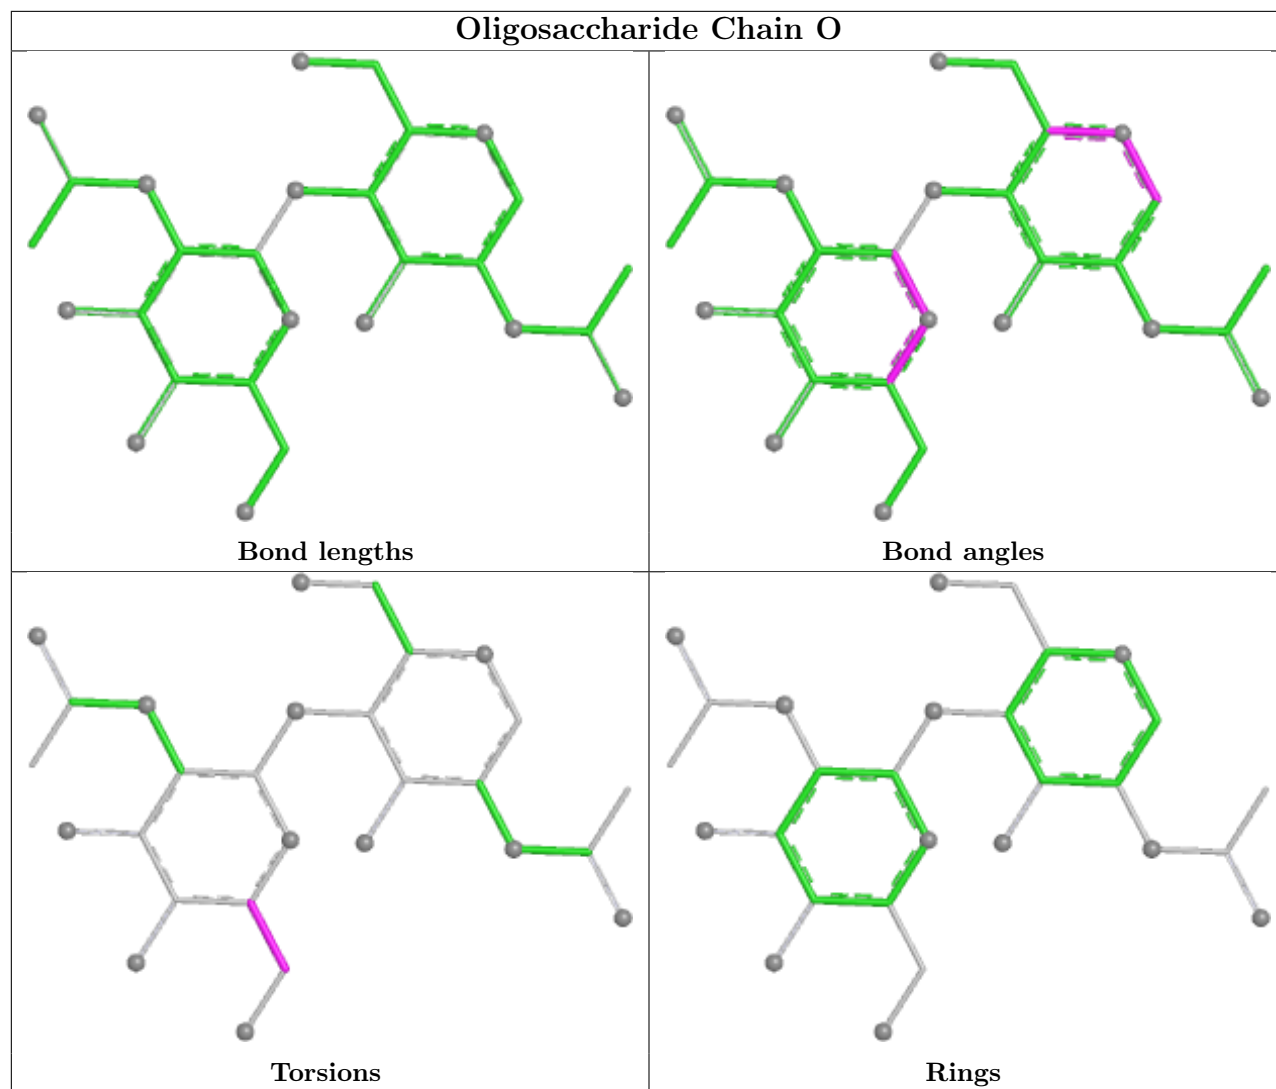 Oligosaccharide Chain O
Bond lengths
Bond angles
Torsions
Rings